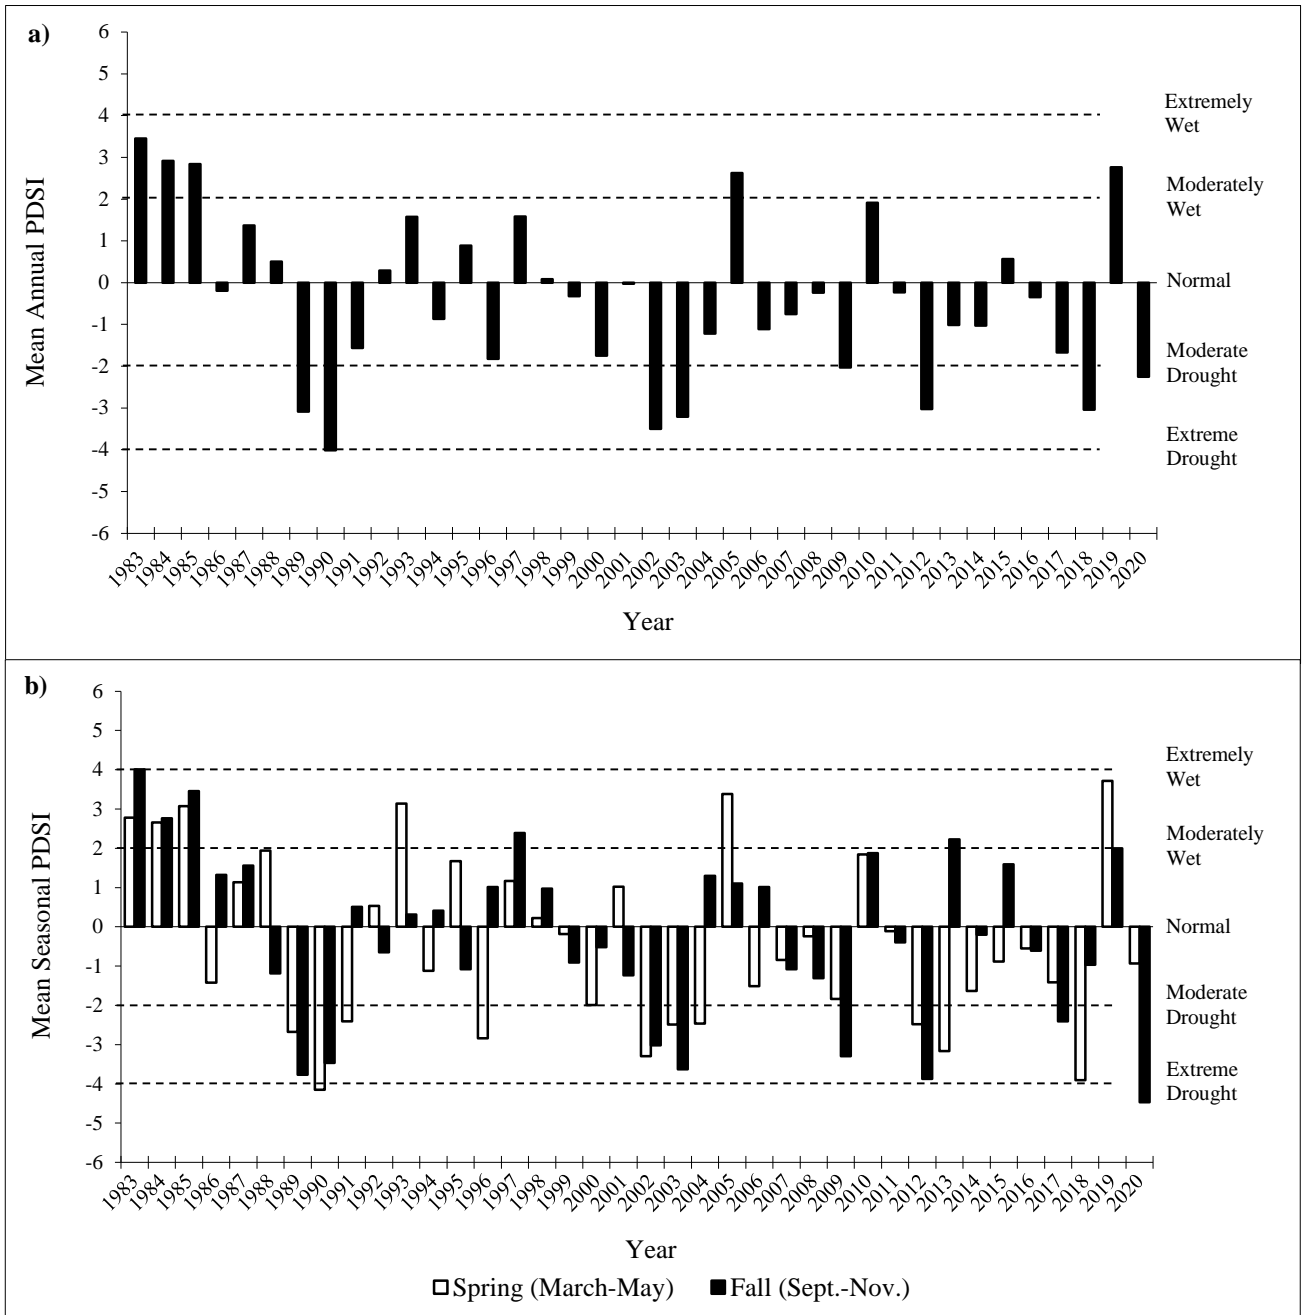 a)
6
5
4
3
2
1
0
-1
-2
-3
-4
-5
-6
Mean Annual PDSI
Extremely
Wet
Moderately
Wet
Normal
Moderate
Drought
Extreme
Drought
1983 1984 1985 1986 1987 1988 1989 1990 1991 1992 1993 1994 1995 1996 1997 1998 1999 2000 2001 2002 2003 2004 2005 2006 2007 2008 2009 2010 2011 2012 2013 2014 2015 2016 2017 2018 2019 2020
Year
b)
6
5
4
3
2
1
0
-1
-2
-3
-4
-5
-6
Mean Seasonal PDSI
Extremely
Wet
Moderately
Wet
Normal
Moderate
Drought
Extreme
Drought
1983 1984 1985 1986 1987 1988 1989 1990 1991 1992 1993 1994 1995 1996 1997 1998 1999 2000 2001 2002 2003 2004 2005 2006 2007 2008 2009 2010 2011 2012 2013 2014 2015 2016 2017 2018 2019 2020
Year
Spring (March-May) Fall (Sept.-Nov.)